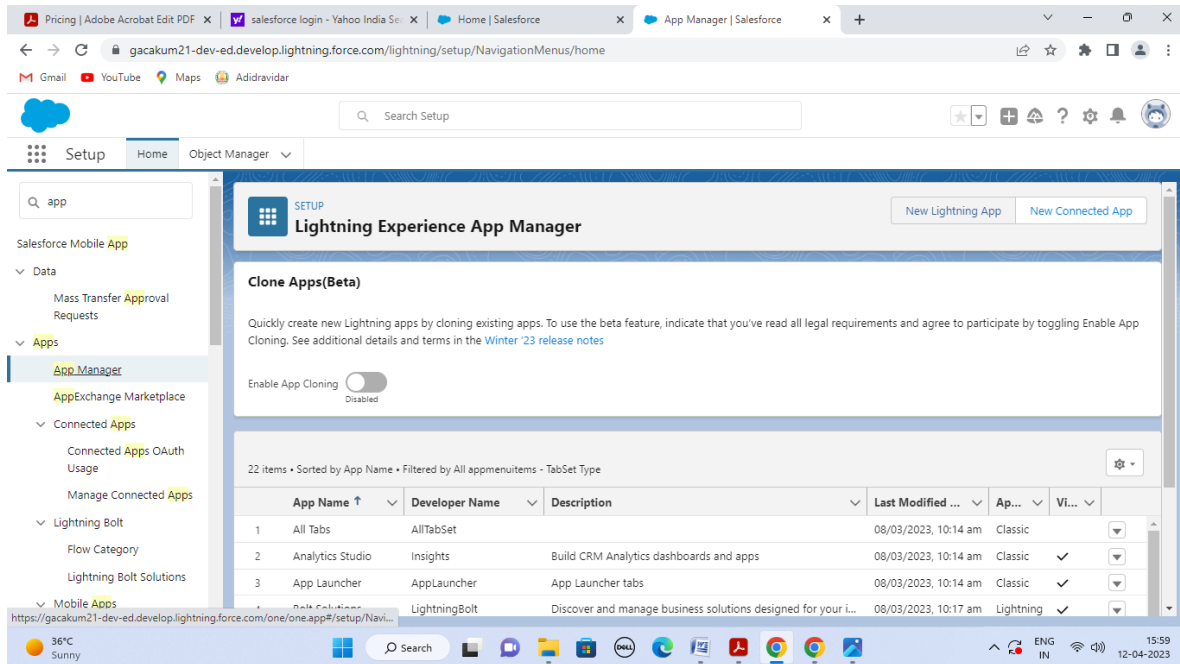 Pricing | Adobe Acrobat Edit PDF
salesforce login - Yahoo India Sea
Home | Salesforce
App Manager | Salesforce
gacakum21-dev-ed.develop.lightning.force.com/lightning/setup/NavigationMenus/home
Gmail YouTube Maps Adidravidar
Search Setup
Setup Home Object Manager
app
Salesforce Mobile App
Data
Mass Transfer Approval
Requests
Apps
App Manager
AppExchange Marketplace
Connected Apps
Connected Apps OAuth
Usage
Manage Connected Apps
Lightning Bolt
Flow Category
Lightning Bolt Solutions
Mobile Apps
SETUP
Lightning Experience App Manager
New Lightning App New Connected App
Clone Apps(Beta)
Quickly create new Lightning apps by cloning existing apps. To use the beta feature, indicate that you've read all legal requirements and agree to participate by toggling Enable App
Cloning. See additional details and terms in the Winter '23 release notes
Enable App Cloning
Disabled
22 items • Sorted by App Name • Filtered by All appmenuitems - TabSet Type
App Name ↑ Developer Name Description Last Modified ... Ap... Vi...
1 All Tabs AllTabSet 08/03/2023, 10:14 am Classic
2 Analytics Studio Insights Build CRM Analytics dashboards and apps 08/03/2023, 10:14 am Classic
3 App Launcher AppLauncher App Launcher tabs 08/03/2023, 10:14 am Classic
4 Bolt Solutions LightningBolt Discover and manage business solutions designed for your i... 08/03/2023, 10:17 am Lightning
https://gacakum21-dev-ed.develop.lightning.force.com/one/one.app#/setup/Navi...
36°C
Sunny
Search
DELL
ENG
IN
15:59
12-04-2023